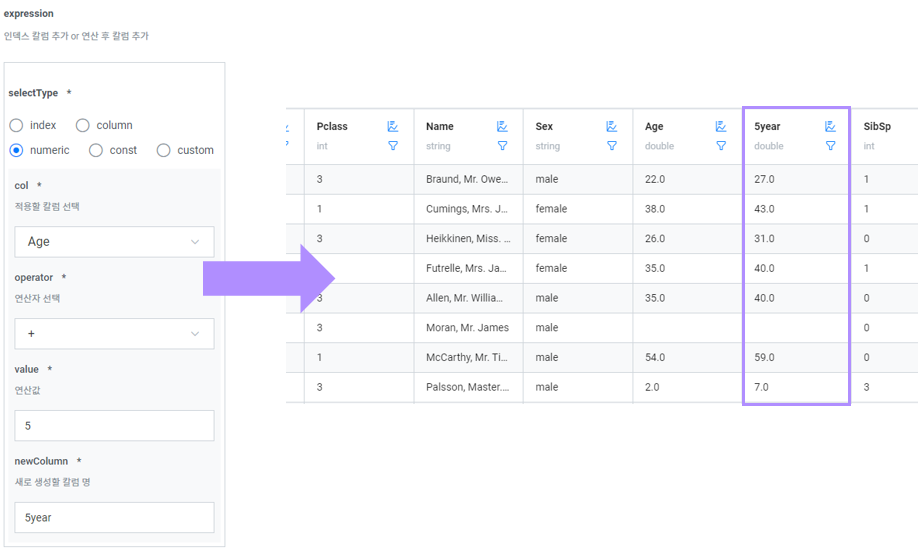 expression
인덱스 칼럼 추가 or 연산 후 칼럼 추가
selectType *
index column
numeric const custom
col *
적용할 칼럼 선택
Age
operator *
연산자 선택
+
value *
연산값
5
newColumn *
새로 생성할 칼럼 명
5year
Pclass Name Sex Age 5year SibSp
int string string double double int
3 Braund, Mr. Owe... male 22.0 27.0 1
1 Cumings, Mrs. J... female 38.0 43.0 1
3 Heikkinen, Miss. ... female 26.0 31.0 0
Futrelle, Mrs. Ja... female 35.0 40.0 1
3 Allen, Mr. Willia... male 35.0 40.0 0
3 Moran, Mr. James male 0
1 McCarthy, Mr. Ti... male 54.0 59.0 0
3 Palsson, Master.... male 2.0 7.0 3